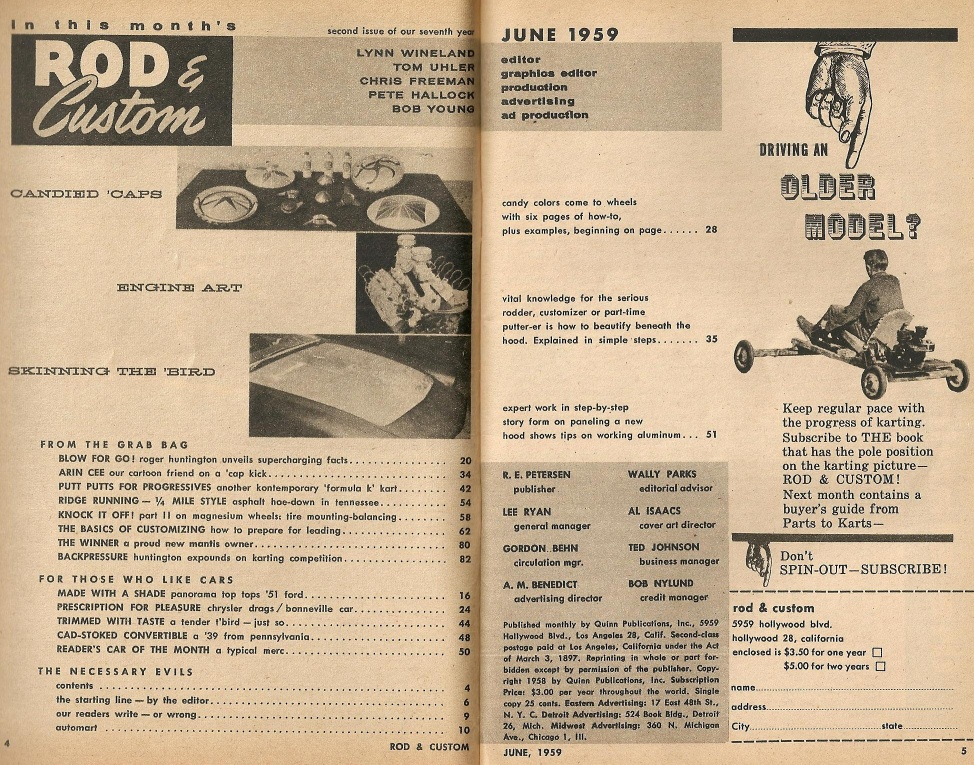 in this month's
ROD &
Custom
second issue of our seventh year
LYNN WINELAND
TOM UHLER
CHRIS FREEMAN
PETE HALLOCK
BOB YOUNG
CANDIED 'CAPS
ENGINE ART
SKINNING THE 'BIRD
FROM THE GRAB BAG
BLOW FOR GO! roger huntington unveils supercharging facts 20
ARIN CEE our cartoon friend on a 'cap kick 34
PUTT PUTTS FOR PROGRESSIVES another kontemporary 'formula k' kart 42
RIDGE RUNNING — ¼ MILE STYLE asphalt hoe-down in tennessee 54
KNOCK IT OFF! part II on magnesium wheels; tire mounting-balancing 58
THE BASICS OF CUSTOMIZING how to prepare for leading 62
THE WINNER a proud new mantis owner 80
BACKPRESSURE huntington expounds on karting competition 82
FOR THOSE WHO LIKE CARS
MADE WITH A SHADE panorama top tops '51 ford 16
PRESCRIPTION FOR PLEASURE chrysler drags / bonneville car 24
TRIMMED WITH TASTE a tender t'bird — just so 44
CAD-STOKED CONVERTIBLE a '39 from pennsylvania 48
READER'S CAR OF THE MONTH a typical merc 50
THE NECESSARY EVILS
contents 4
the starting line — by the editor 6
our readers write — or wrong 9
automart 10
4
ROD & CUSTOM
JUNE 1959
editor
graphics editor
production
advertising
ad production
candy colors come to wheels
with six pages of how-to,
plus examples, beginning on page...... 28
vital knowledge for the serious
rodder, customizer or part-time
putter-er is how to beautify beneath the
hood. Explained in simple steps....... 35
expert work in step-by-step
story form on paneling a new
hood shows tips on working aluminum... 51
R. E. PETERSEN
publisher
WALLY PARKS
editorial advisor
LEE RYAN
general manager
AL ISAACS
cover art director
GORDON BEHN
circulation mgr.
TED JOHNSON
business manager
A. M. BENEDICT
advertising director
BOB NYLUND
credit manager
Published monthly by Quinn Publications, Inc., 5959
Hollywood Blvd., Los Angeles 28, Calif. Second-class
postage paid at Los Angeles, California under the Act
of March 3, 1897. Reprinting in whole or part for-
bidden except by permission of the publisher. Copy-
right 1958 by Quinn Publications, Inc. Subscription
Price: $3.00 per year throughout the world. Single
copy 25 cents. Eastern Advertising: 17 East 48th St.,
N. Y. C. Detroit Advertising: 524 Book Bldg., Detroit
26, Mich. Midwest Advertising: 360 N. Michigan
Ave., Chicago 1, Ill.
JUNE, 1959
DRIVING AN
OLDER
MODEL?
Keep regular pace with
the progress of karting.
Subscribe to THE book
that has the pole position
on the karting picture—
ROD & CUSTOM!
Next month contains a
buyer's guide from
Parts to Karts—
Don't
SPIN-OUT—SUBSCRIBE!
rod & custom
5959 hollywood blvd.
hollywood 28, california
enclosed is $3.50 for one year
$5.00 for two years
name
address
City state
5